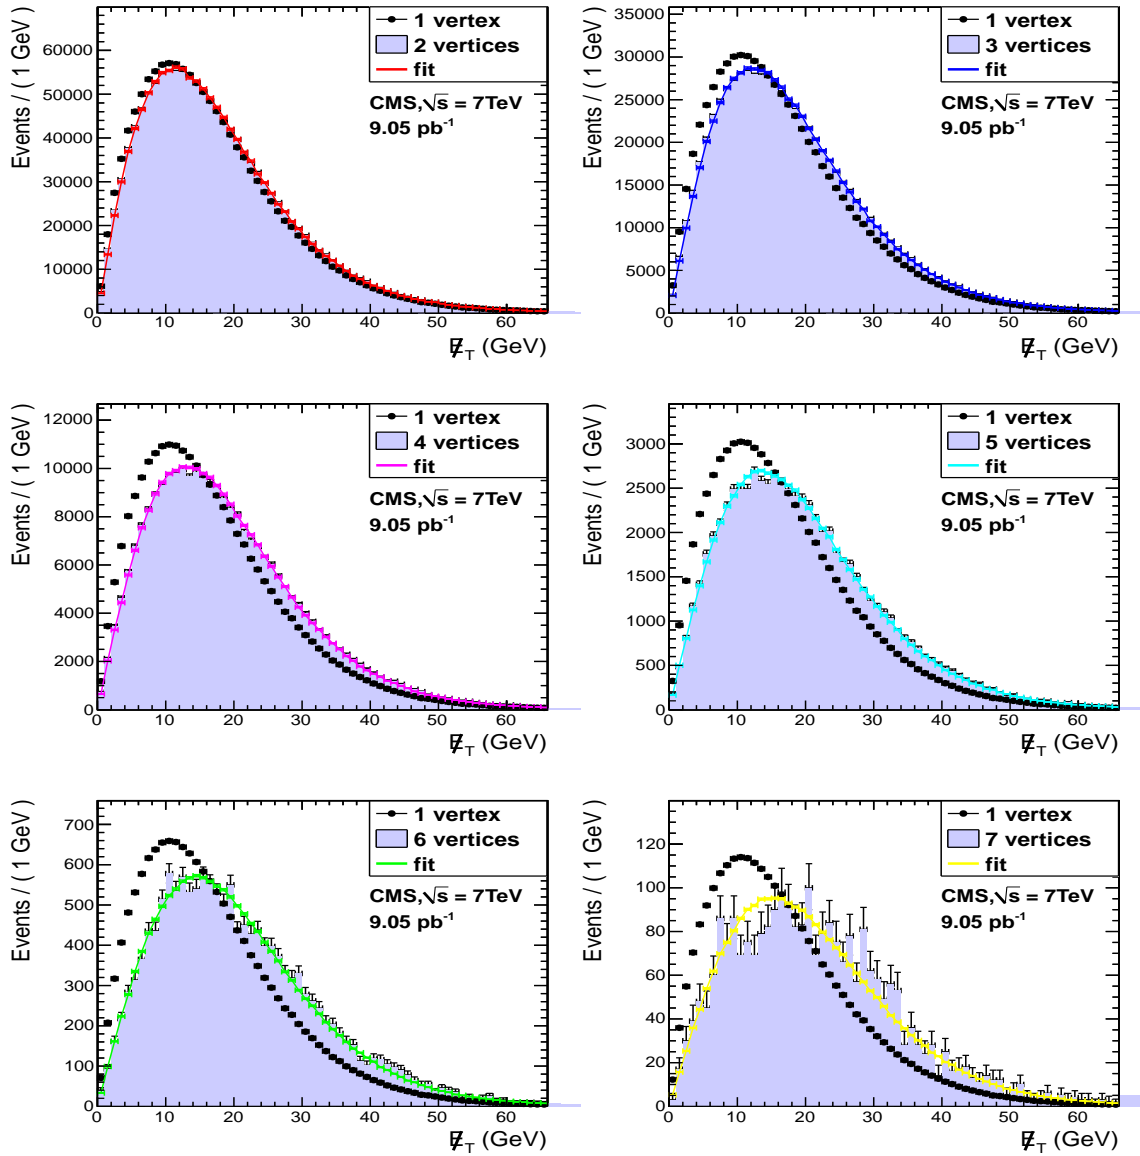 1 vertex
2 vertices
fit
CMS,√s = 7TeV
9.05 pb⁻¹
Events / ( 1 GeV )
60000
50000
40000
30000
20000
10000
0
0 10 20 30 40 50 60
E̸T (GeV)
1 vertex
3 vertices
fit
CMS,√s = 7TeV
9.05 pb⁻¹
Events / ( 1 GeV )
35000
30000
25000
20000
15000
10000
5000
0
0 10 20 30 40 50 60
E̸T (GeV)
1 vertex
4 vertices
fit
CMS,√s = 7TeV
9.05 pb⁻¹
Events / ( 1 GeV )
12000
10000
8000
6000
4000
2000
0
0 10 20 30 40 50 60
E̸T (GeV)
1 vertex
5 vertices
fit
CMS,√s = 7TeV
9.05 pb⁻¹
Events / ( 1 GeV )
3000
2500
2000
1500
1000
500
0
0 10 20 30 40 50 60
E̸T (GeV)
1 vertex
6 vertices
fit
CMS,√s = 7TeV
9.05 pb⁻¹
Events / ( 1 GeV )
700
600
500
400
300
200
100
0
0 10 20 30 40 50 60
E̸T (GeV)
1 vertex
7 vertices
fit
CMS,√s = 7TeV
9.05 pb⁻¹
Events / ( 1 GeV )
120
100
80
60
40
20
0
0 10 20 30 40 50 60
E̸T (GeV)